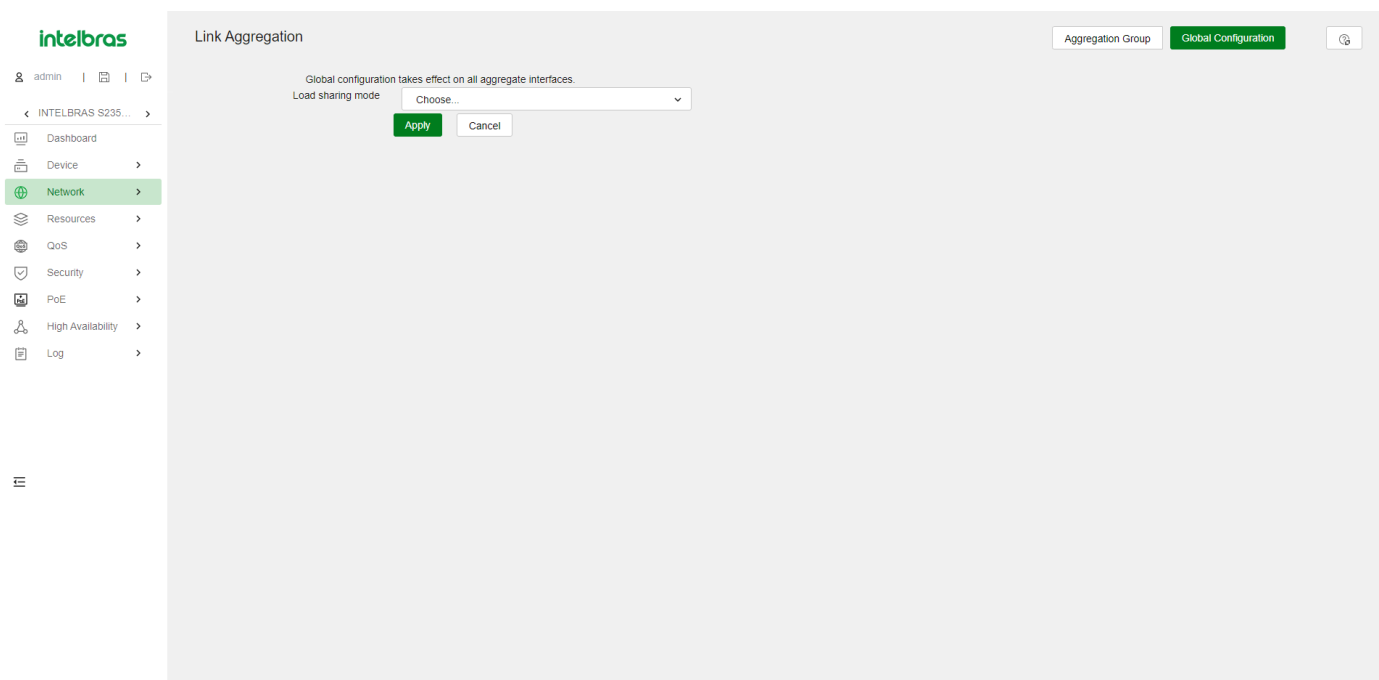 intelbras
admin
INTELBRAS S235...
Dashboard
Device
Network
Resources
QoS
Security
PoE
High Availability
Log
Link Aggregation
Aggregation Group
Global Configuration
Global configuration takes effect on all aggregate interfaces.
Load sharing mode
Choose...
Apply
Cancel